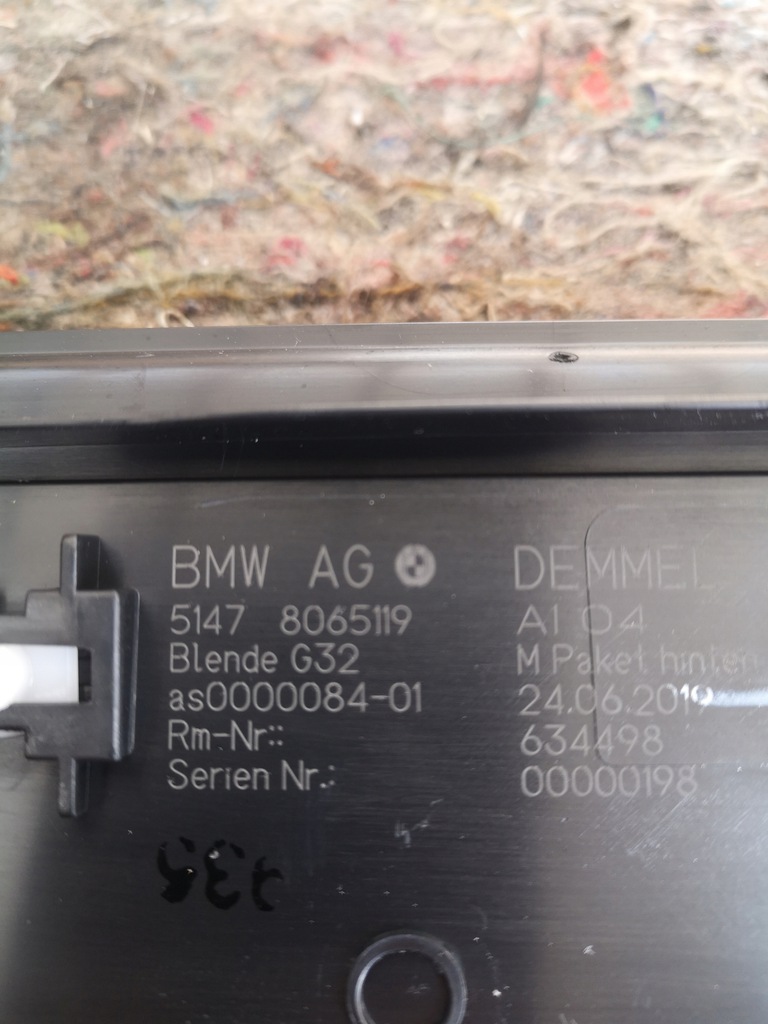 BMW AG DEMMEL
5147 8065119 AI 04
Blende G32 M Paket hinten
as0000084-01 24.06.2019
Rm-Nr:: 634498
Serien Nr.: 00000198